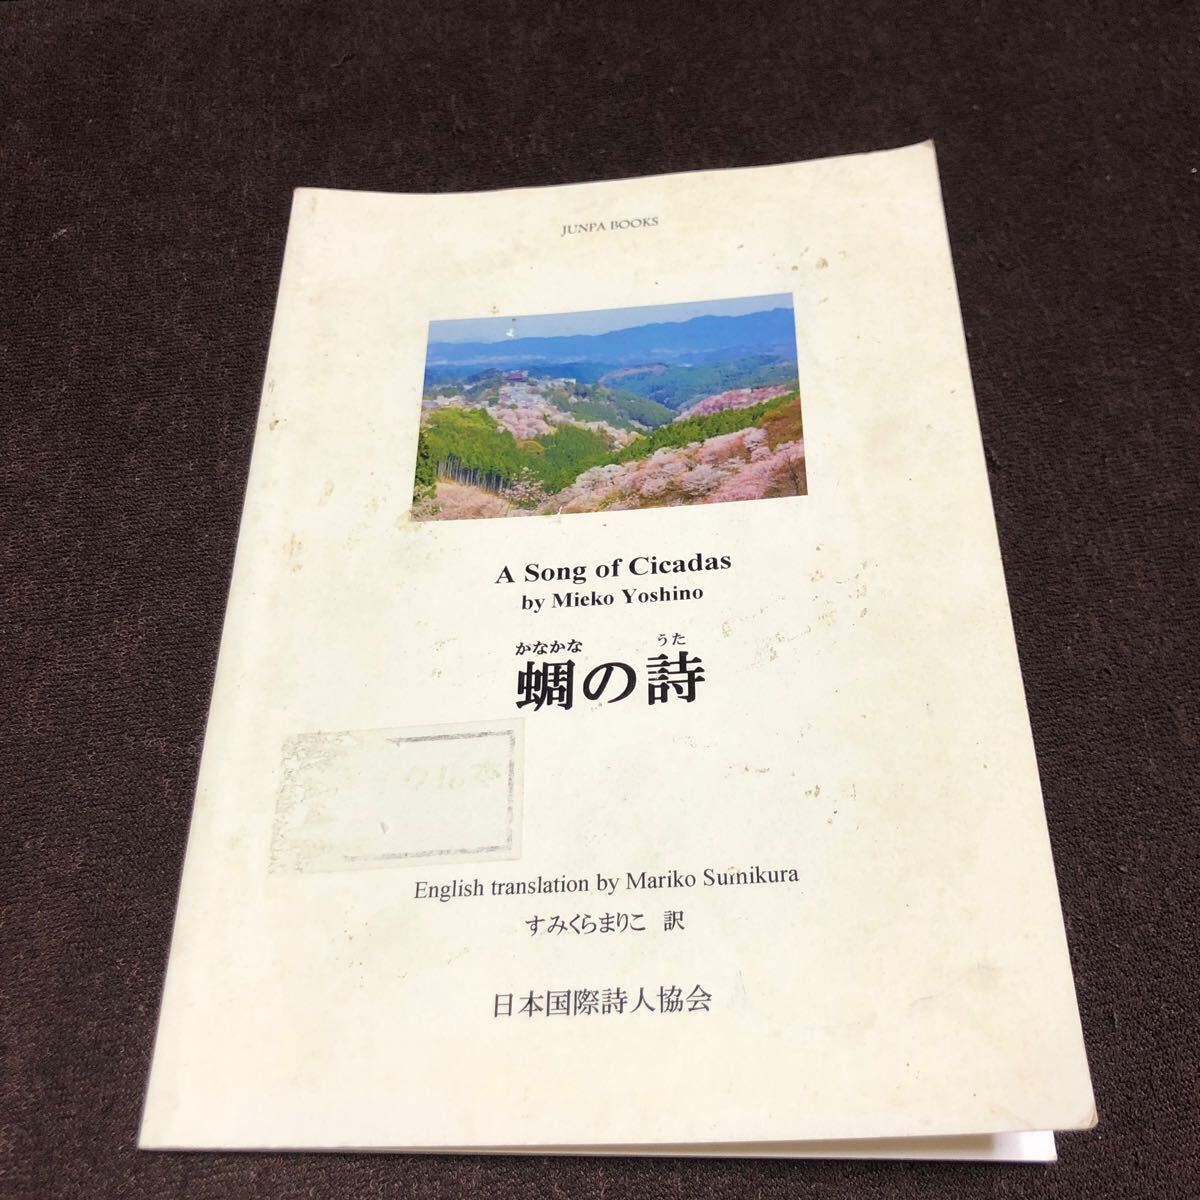 JUNPA BOOKS
A Song of Cicadas
by Mieko Yoshino
かなかな うた
蜩の詩
English translation by Mariko Sumikura
すみくらまりこ 訳
日本国際詩人協会